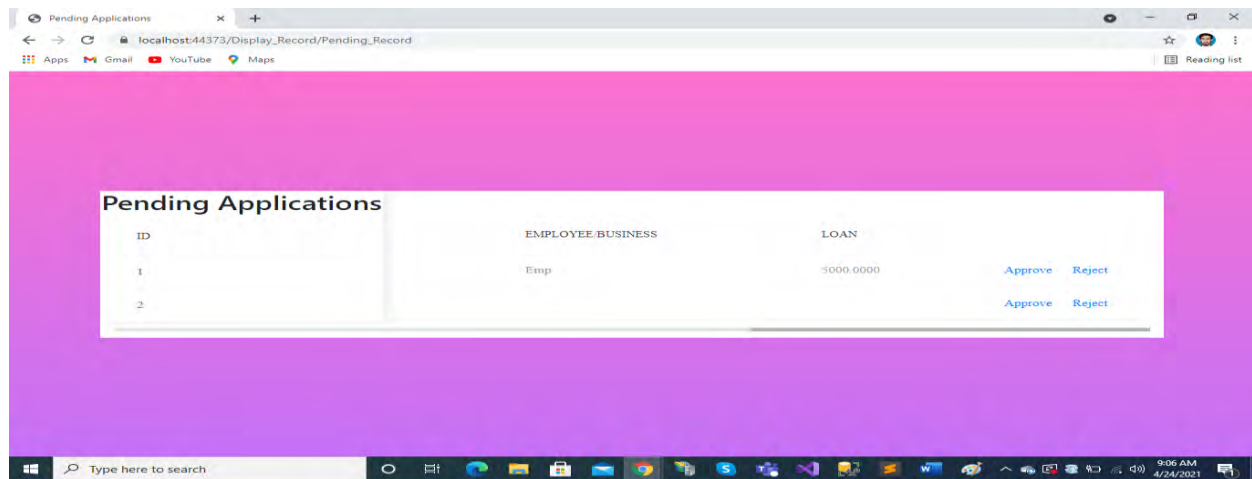 Pending Applications
localhost:44373/Display_Record/Pending_Record
Apps Gmail YouTube Maps Reading list
Pending Applications
ID EMPLOYEE/BUSINESS LOAN
1 Emp 5000.0000 Approve Reject
2 Approve Reject
Type here to search
9:06 AM
4/24/2021